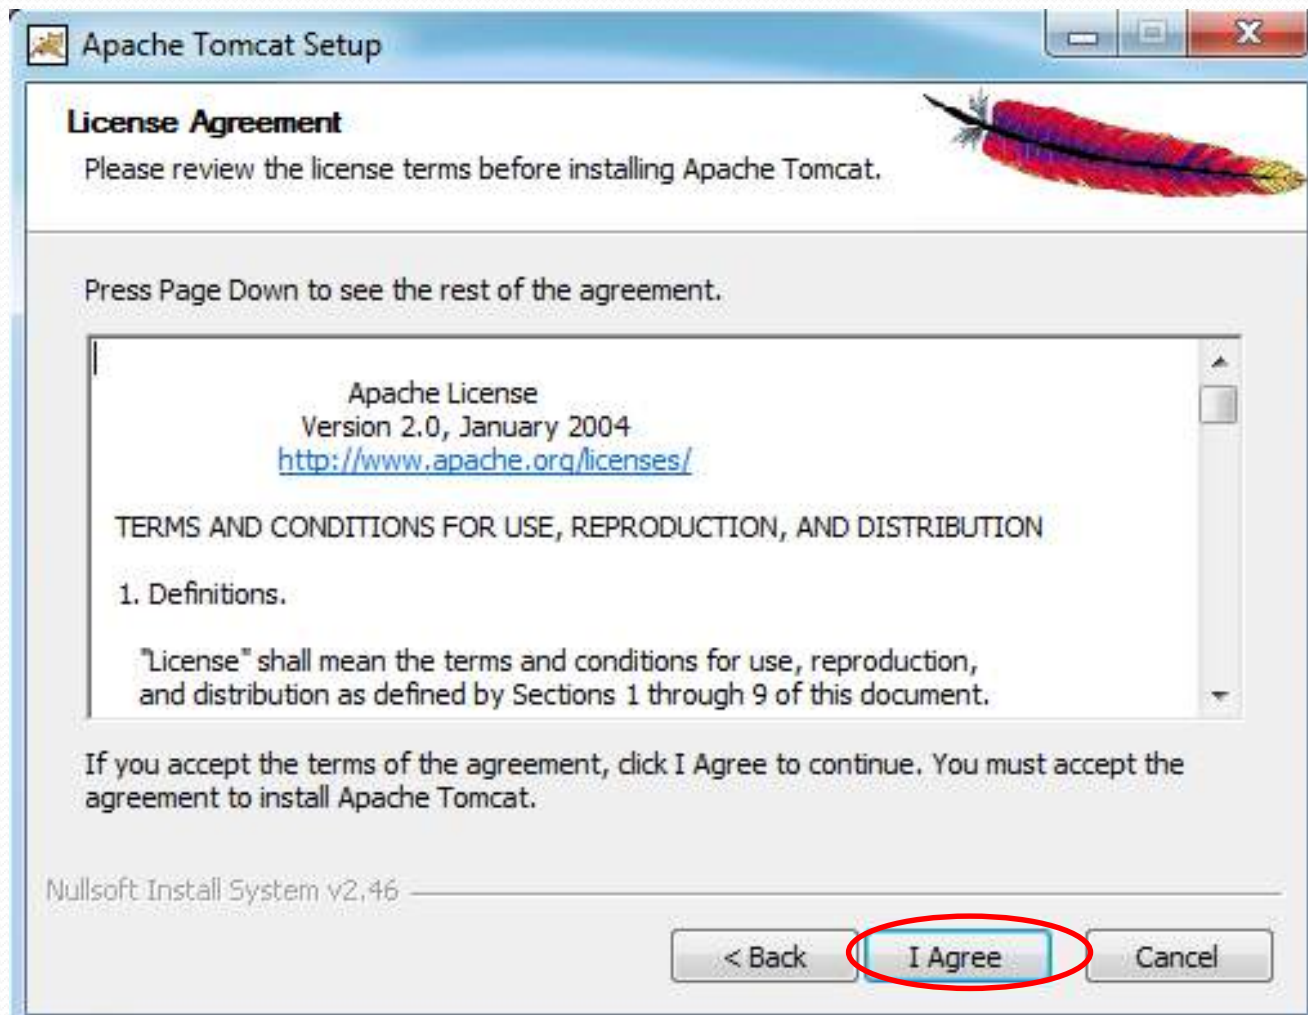 Apache Tomcat Setup
License Agreement
Please review the license terms before installing Apache Tomcat.
Press Page Down to see the rest of the agreement.
Apache License
Version 2.0, January 2004
http://www.apache.org/licenses/
TERMS AND CONDITIONS FOR USE, REPRODUCTION, AND DISTRIBUTION
1. Definitions.
"License" shall mean the terms and conditions for use, reproduction,
and distribution as defined by Sections 1 through 9 of this document.
If you accept the terms of the agreement, click I Agree to continue. You must accept the
agreement to install Apache Tomcat.
Nullsoft Install System v2.46
< Back I Agree Cancel